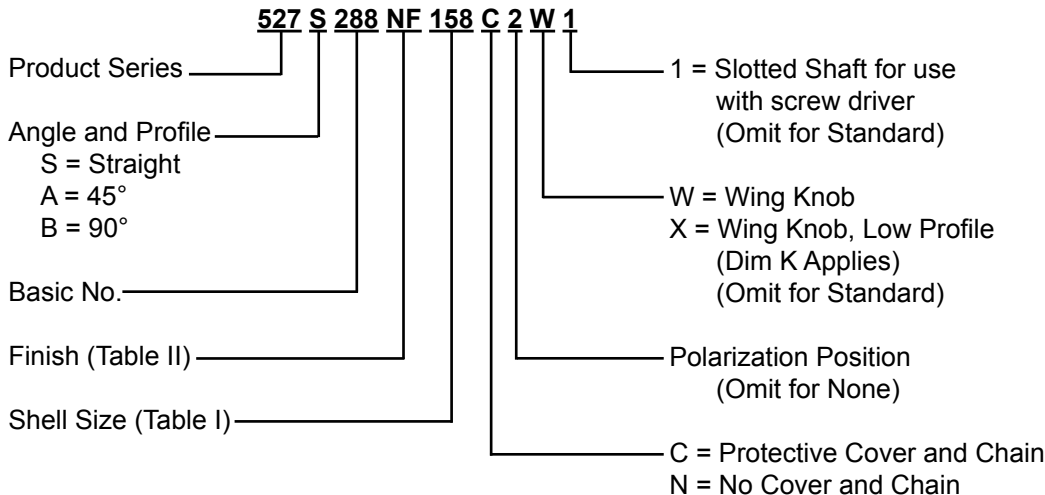 527 S 288 NF 158 C 2 W 1
Product Series
Angle and Profile
S = Straight
A = 45°
B = 90°
Basic No.
Finish (Table II)
Shell Size (Table I)
1 = Slotted Shaft for use
with screw driver
(Omit for Standard)
W = Wing Knob
X = Wing Knob, Low Profile
(Dim K Applies)
(Omit for Standard)
Polarization Position
(Omit for None)
C = Protective Cover and Chain
N = No Cover and Chain